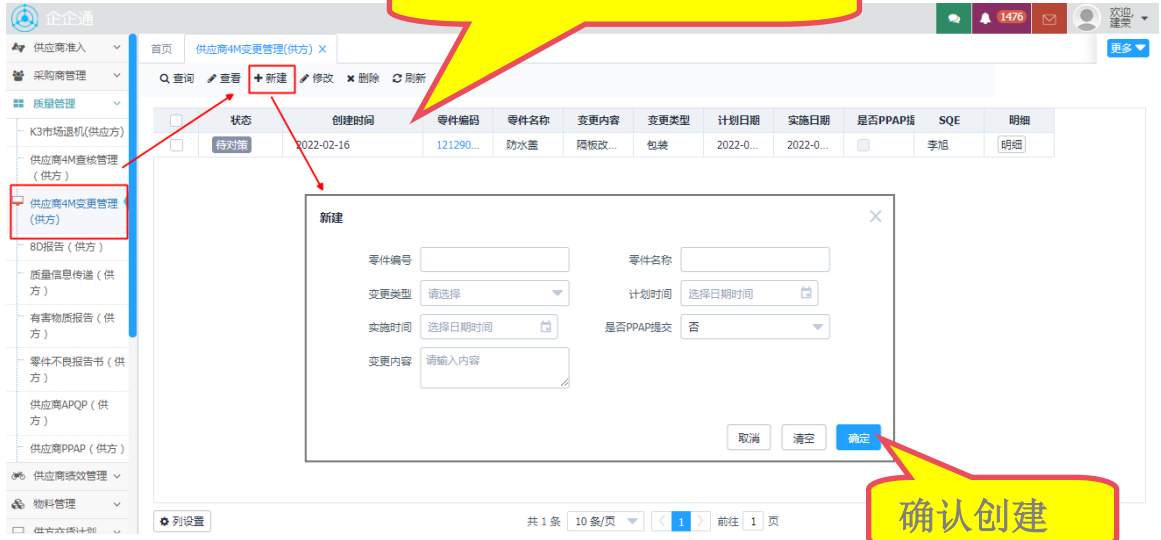 企企通
1476
欢迎,
建荣
供应商准入
采购商管理
质量管理
K3市场退机(供应方)
供应商4M查核管理
(供方)
供应商4M变更管理
(供方)
8D报告(供方)
质量信息传递(供
方)
有害物质报告(供
方)
零件不良报告书(供
方)
供应商APQP(供
方)
供应商PPAP(供方)
供应商绩效管理
物料管理
供方交货计划
首页 供应商4M变更管理(供方) X
更多
查询 查看 新建 修改 删除 刷新
状态 创建时间 零件编码 零件名称 变更内容 变更类型 计划日期 实施日期 是否PPAP提 SQE 明细
待对策 2022-02-16 121290... 防水盖 隔板改... 包装 2022-0... 2022-0... 李旭 明细
新建
零件编号 零件名称
变更类型 请选择 计划时间 选择日期时间
实施时间 选择日期时间 是否PPAP提交 否
变更内容 请输入内容
取消 清空 确定
确认创建
列设置
共 1 条 10 条/页 1 前往 1 页